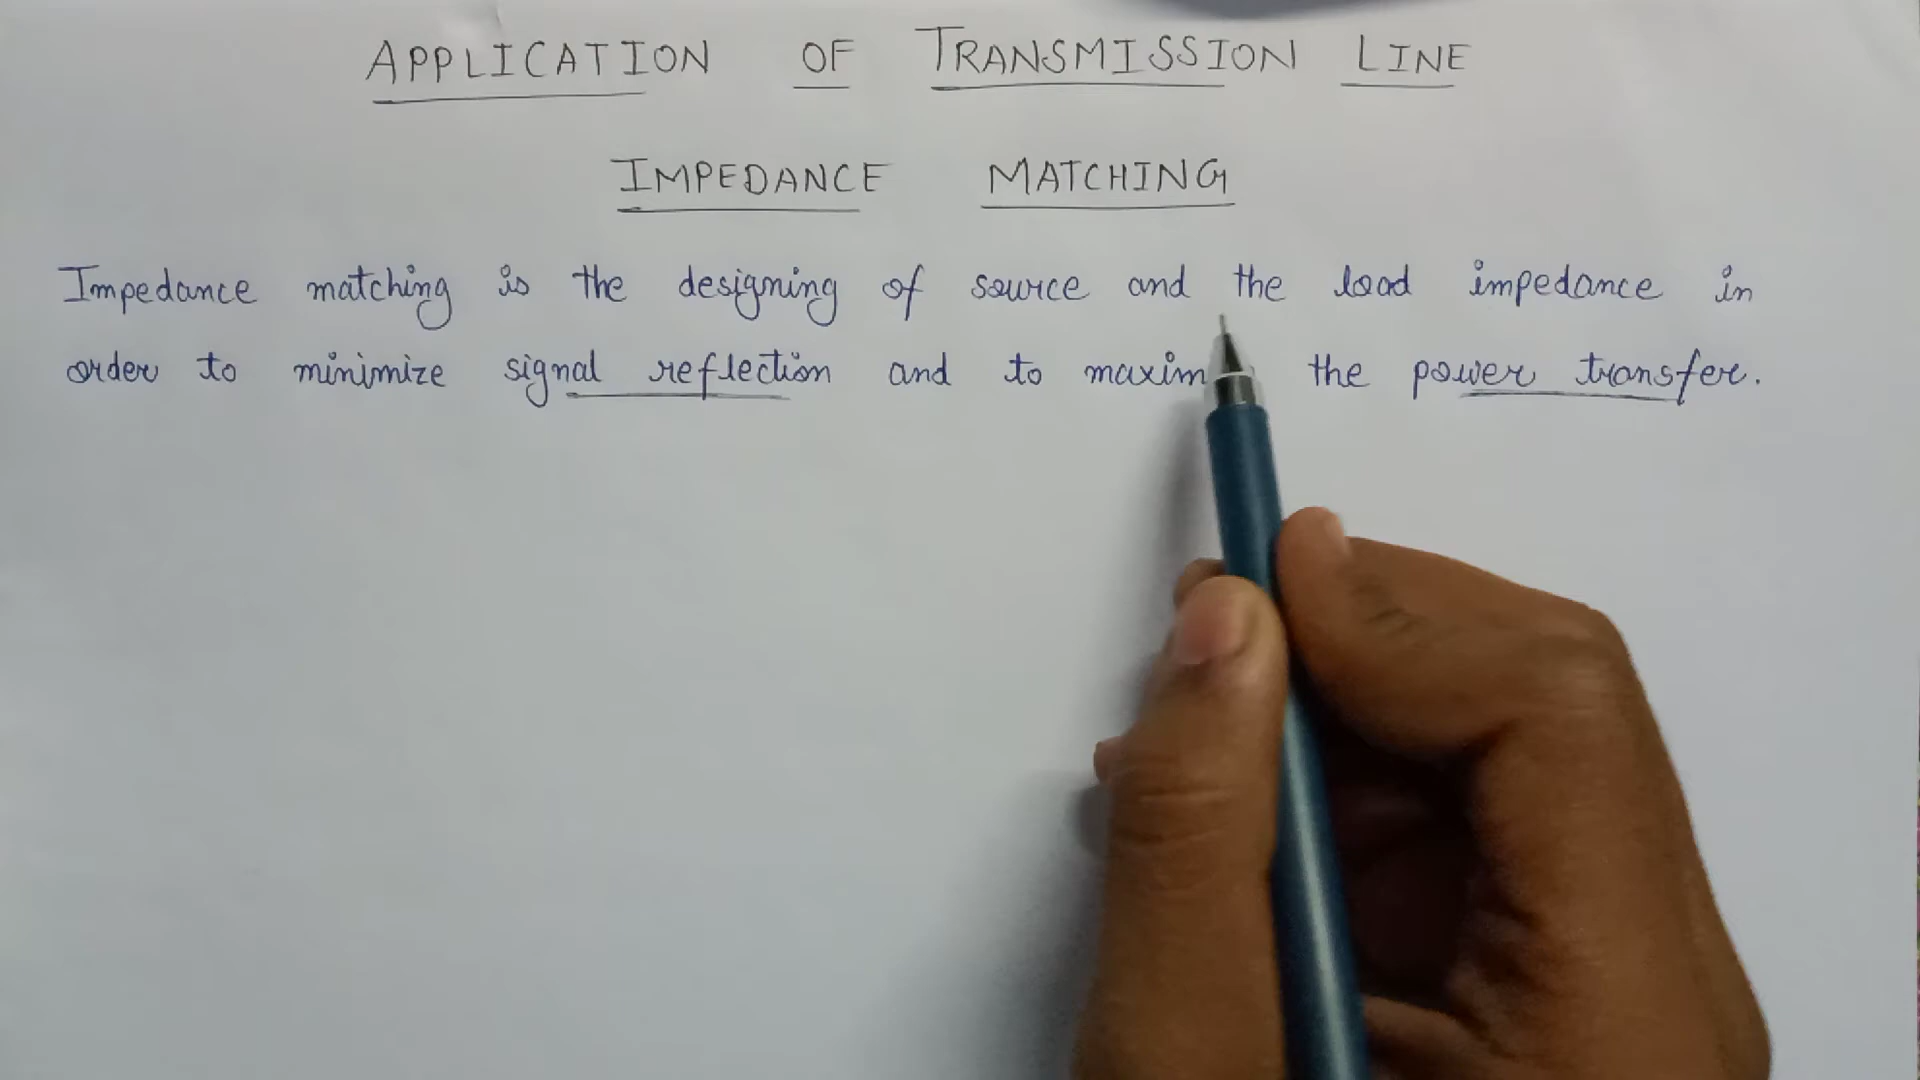 APPLICATION OF TRANSMISSION LINE
IMPEDANCE MATCHING
Impedance matching is the designing of source and the load impedance in
order to minimize signal reflection and to maxim the power transfer.